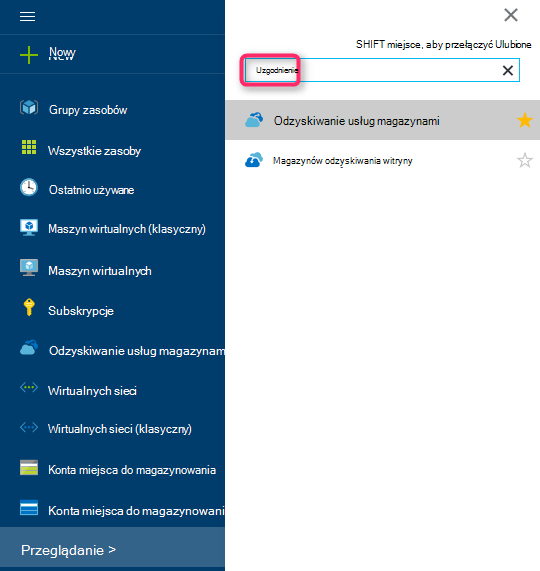 Nowy
Grupy zasobów
Wszystkie zasoby
Ostatnio używane
Maszyn wirtualnych (klasyczny)
Maszyn wirtualnych
Subskrypcje
Odzyskiwanie usług magazynam
Wirtualnych sieci
Wirtualnych sieci (klasyczny)
Konta miejsca do magazynowania
Konta miejsca do magazynowani
Przeglądanie >
SHIFT miejsce, aby przełączyć Ulubione
Uzgodnienie
Odzyskiwanie usług magazynami
Magazynów odzyskiwania witryny